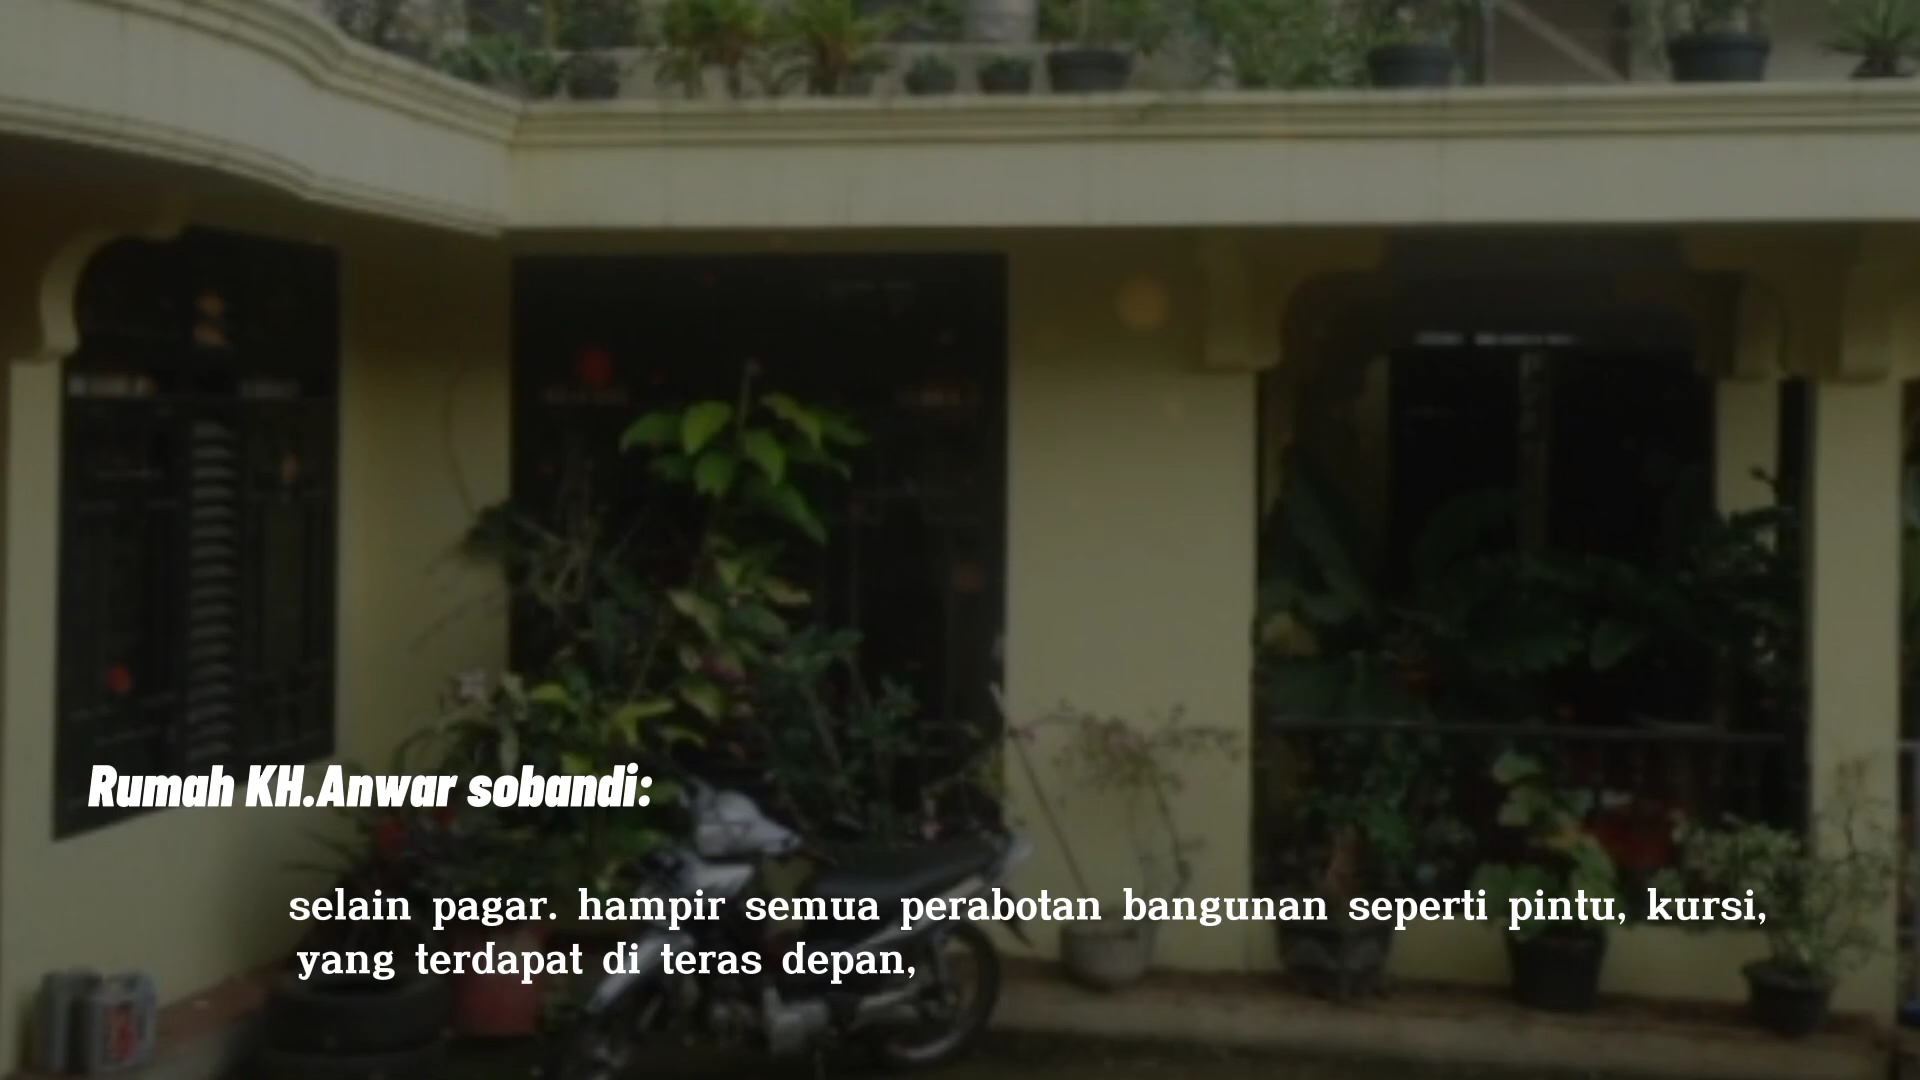 Rumah KH.Anwar sobandi:
selain pagar. hampir semua perabotan bangunan seperti pintu, kursi,
yang terdapat di teras depan,